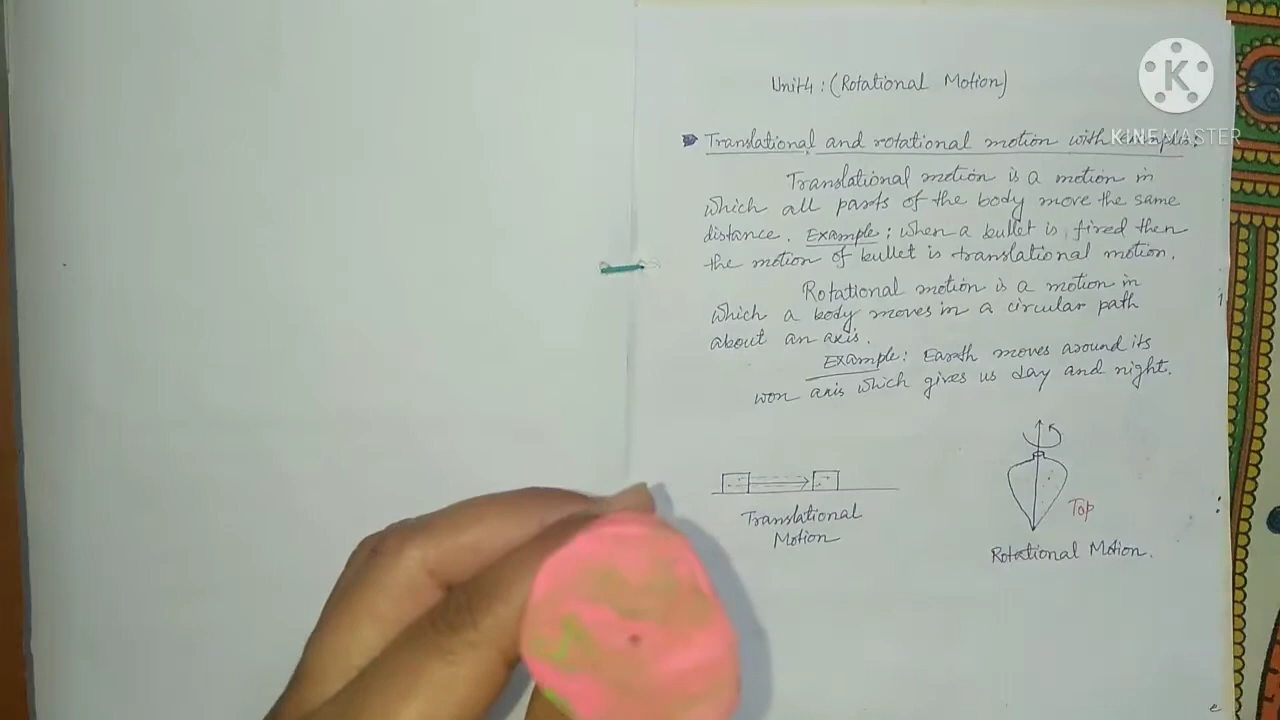 Unit4 : (Rotational Motion)
K
KINEMASTER
Translational and rotational motion with examples:
Translational motion is a motion in
which all parts of the body move the same
distance. Example: when a bullet is fired then
the motion of bullet is translational motion.
Rotational motion is a motion in
which a body moves in a circular path
about an axis.
Example: Earth moves around its
won axis which gives us day and night.
Top
Translational
Motion
Rotational Motion.